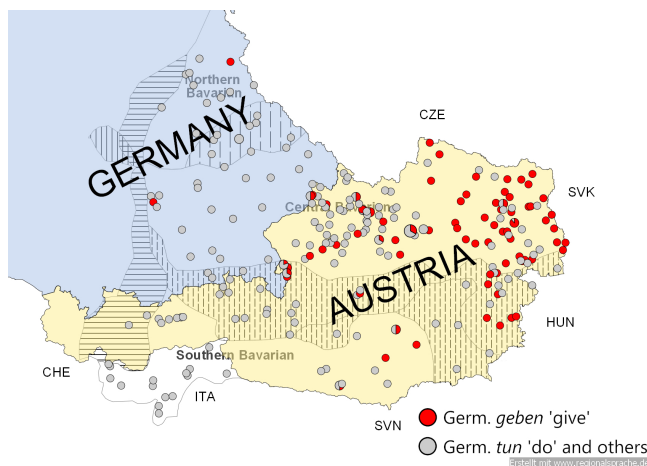 Northern
Bavarian
GERMANY
CZE
SVK
Central Bavarian
AUSTRIA
HUN
Southern Bavarian
CHE
ITA
SVN
Germ. geben 'give'
Germ. tun 'do' and others
Erstellt mit www.regionalsprache.de